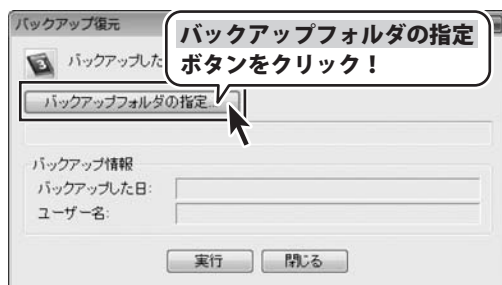 バックアップ復元
バックアップフォルダの指定
ボタンをクリック！
バックアップした
バックアップフォルダの指定...
バックアップ情報
バックアップした日:
ユーザー名:
実行
閉じる